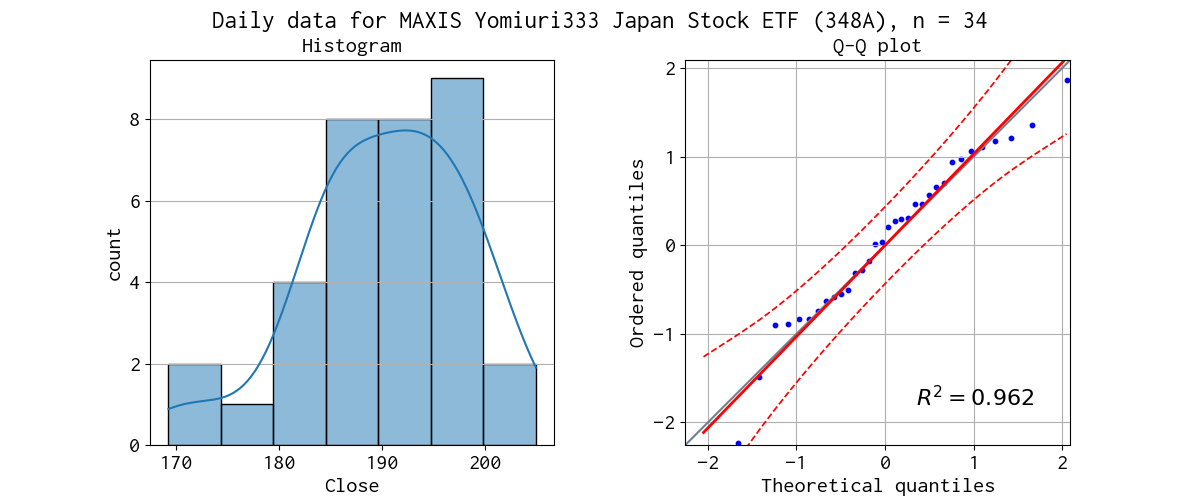 Daily data for MAXIS Yomiuri333 Japan Stock ETF (348A), n = 34
Histogram
count
8
6
4
2
0
170 180 190 200
Close
Q-Q plot
Ordered quantiles
2
1
0
−1
−2
R² = 0.962
−2 −1 0 1 2
Theoretical quantiles